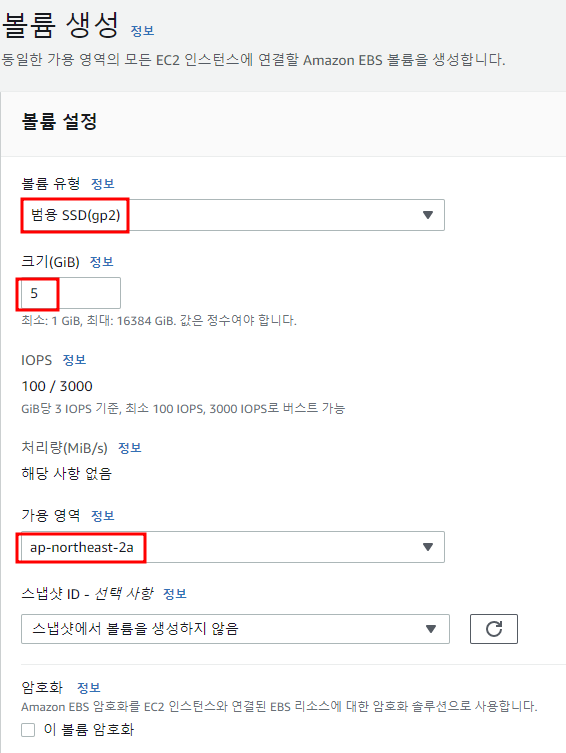 볼륨 생성 정보
동일한 가용 영역의 모든 EC2 인스턴스에 연결할 Amazon EBS 볼륨을 생성합니다.
볼륨 설정
볼륨 유형 정보
범용 SSD(gp2)
크기(GiB) 정보
5
최소: 1 GiB, 최대: 16384 GiB. 값은 정수여야 합니다.
IOPS 정보
100 / 3000
GiB당 3 IOPS 기준, 최소 100 IOPS, 3000 IOPS로 버스트 가능
처리량(MiB/s) 정보
해당 사항 없음
가용 영역 정보
ap-northeast-2a
스냅샷 ID - 선택 사항 정보
스냅샷에서 볼륨을 생성하지 않음
암호화 정보
Amazon EBS 암호화를 EC2 인스턴스와 연결된 EBS 리소스에 대한 암호화 솔루션으로 사용합니다.
이 볼륨 암호화